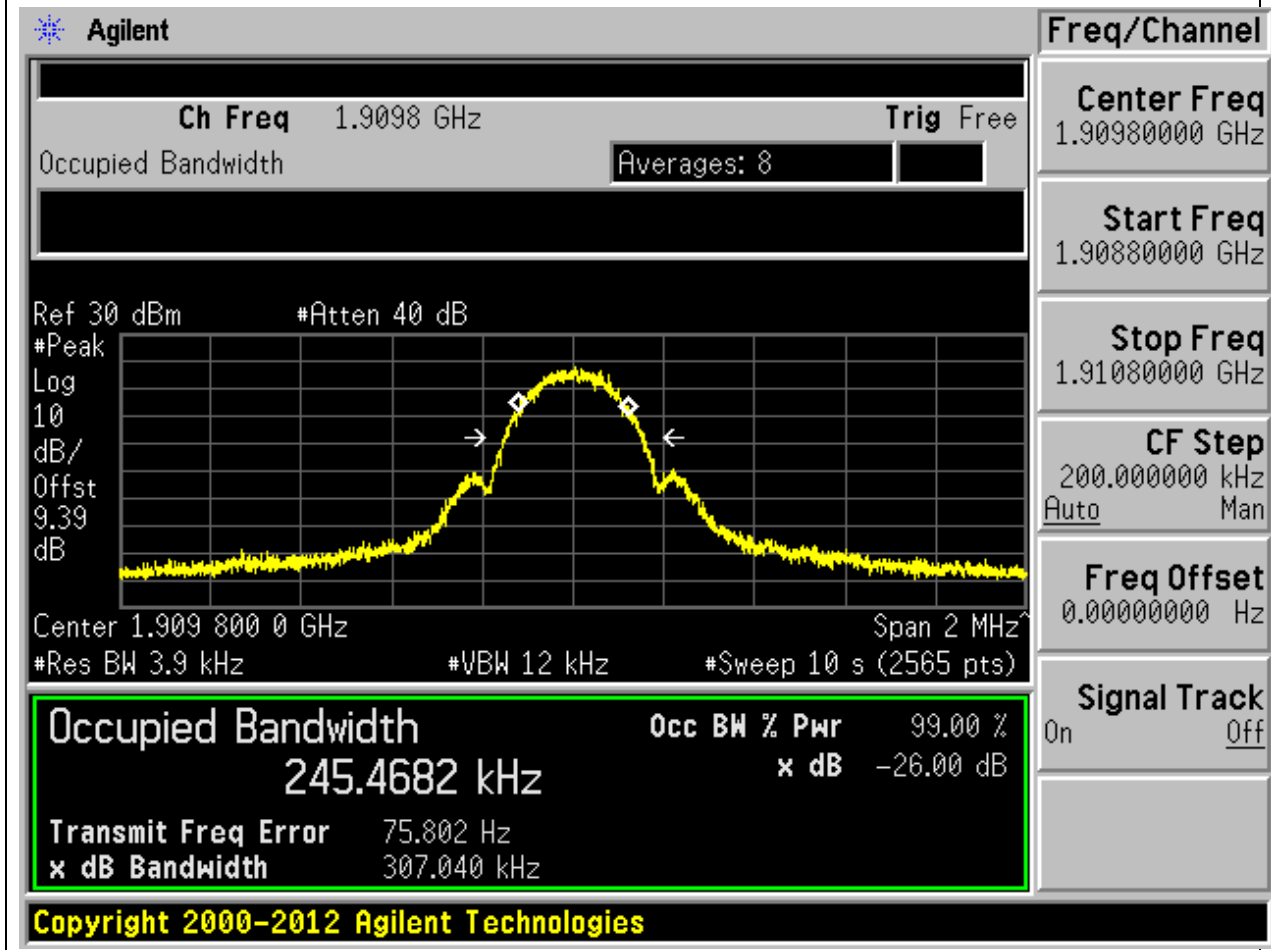 Agilent
Freq/Channel
Ch Freq 1.9098 GHz Trig Free
Occupied Bandwidth Averages: 8
Center Freq
1.90980000 GHz
Start Freq
1.90880000 GHz
Stop Freq
1.91080000 GHz
CF Step
200.000000 kHz
Auto Man
Freq Offset
0.00000000 Hz
Signal Track
On Off
Ref 30 dBm #Atten 40 dB
#Peak
Log
10
dB/
Offst
9.39
dB
Center 1.909 800 0 GHz Span 2 MHz^
#Res BW 3.9 kHz #VBW 12 kHz #Sweep 10 s (2565 pts)
Occupied Bandwidth Occ BW % Pwr 99.00 %
245.4682 kHz x dB -26.00 dB
Transmit Freq Error 75.802 Hz
x dB Bandwidth 307.040 kHz
Copyright 2000-2012 Agilent Technologies